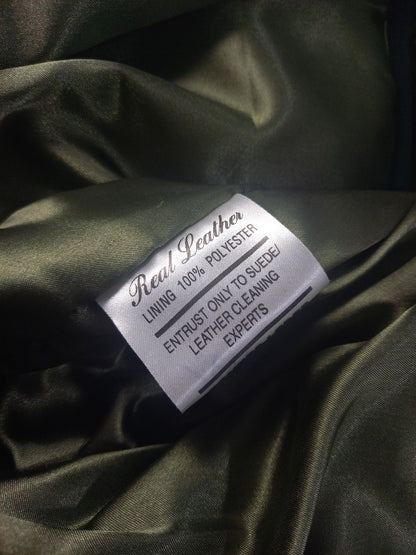 Real Leather
LINING 100% POLYESTER
ENTRUST ONLY TO SUEDE/
LEATHER CLEANING
EXPERTS